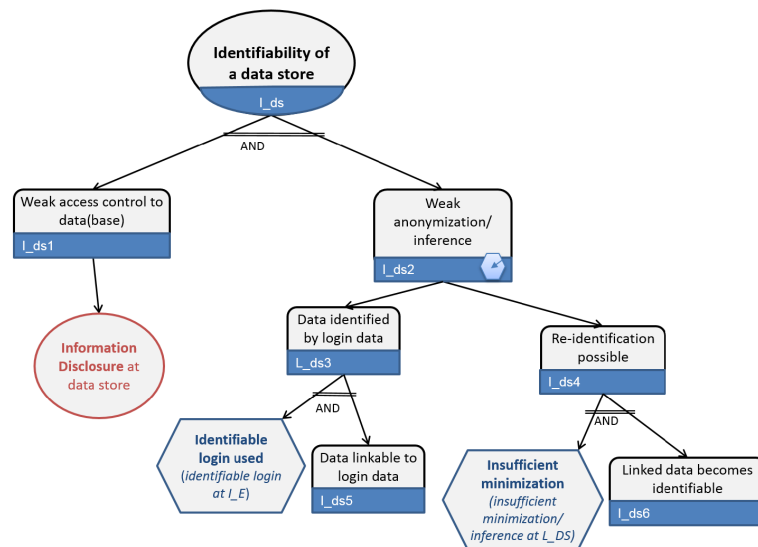 Identifiability of
a data store
I_ds
AND
Weak access control to
data(base)
I_ds1
Weak
anonymization/
inference
I_ds2
Information
Disclosure at
data store
Data identified
by login data
L_ds3
Re-identification
possible
I_ds4
AND
AND
Identifiable
login used
(identifiable login
at I_E)
Data linkable to
login data
I_ds5
Insufficient
minimization
(insufficient
minimization/
inference at L_DS)
Linked data becomes
identifiable
I_ds6